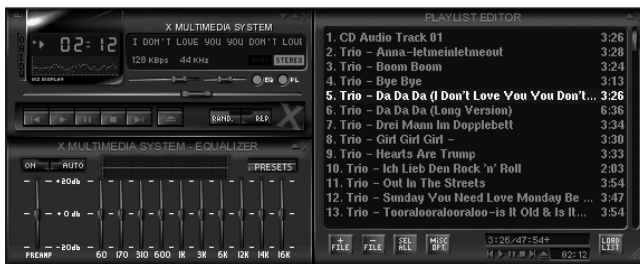 X MULTIMEDIA SYSTEM
OAIDV
02:12
I DON'T LOVE YOU YOU DON'T LOVE
128 KBps 44 KHz
STEREO
EQ PL
RAND. REP
X
X MULTIMEDIA SYSTEM - EQUALIZER
ON AUTO PRESETS
+20db
+ 0 db
-20db
PREAMP 60 170 310 600 1K 3K 6K 12K 14K 16K
PLAYLIST EDITOR
1. CD Audio Track 01 3:26
2. Trio - Anna-letmeinletmeout 3:28
3. Trio - Boom Boom 3:24
4. Trio - Bye Bye 3:13
5. Trio - Da Da Da (I Don't Love You You Don't... 3:26
6. Trio - Da Da Da (Long Version) 6:36
7. Trio - Drei Mann Im Dopplebett 3:34
8. Trio - Girl Girl Girl - 3:30
9. Trio - Hearts Are Trump 3:33
10. Trio - Ich Lieb Den Rock 'n' Roll 2:03
11. Trio - Out In The Streets 3:54
12. Trio - Sunday You Need Love Monday Be ... 3:47
13. Trio - Tooralooralooraloo-is It Old & Is It... 3:54
+ FILE - FILE SEL ALL MISC OPT. 3:26/47:54+ LOAD LIST
02:12